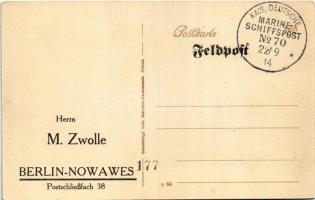 Postkarte
Feldpost
KAIS. DEUTSCHE
MARINE-
SCHIFFSPOST
No 70
22/9
14
Herrn
M. Zwolle
BERLIN-NOWAWES
Postschließfach 38
177